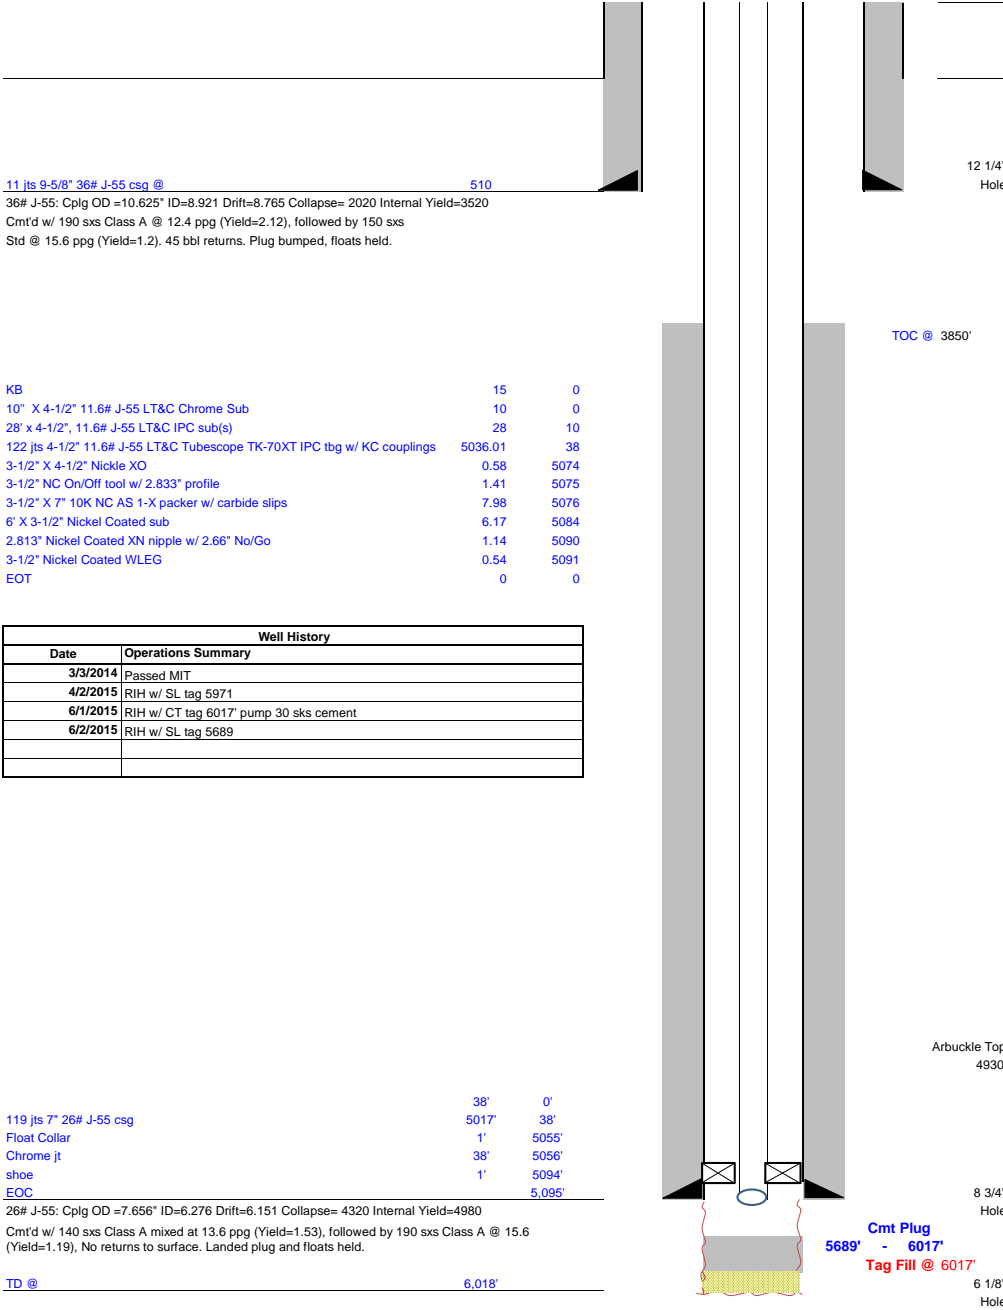 12 1/4"
11 jts 9-5/8" 36# J-55 csg @ 510 Hole
36# J-55: Cplg OD =10.625" ID=8.921 Drift=8.765 Collapse= 2020 Internal Yield=3520
Cmt'd w/ 190 sxs Class A @ 12.4 ppg (Yield=2.12), followed by 150 sxs
Std @ 15.6 ppg (Yield=1.2). 45 bbl returns. Plug bumped, floats held.
TOC @ 3850'
KB 15 0
10" X 4-1/2" 11.6# J-55 LT&C Chrome Sub 10 0
28' x 4-1/2", 11.6# J-55 LT&C IPC sub(s) 28 10
122 jts 4-1/2" 11.6# J-55 LT&C Tubescope TK-70XT IPC tbg w/ KC couplings 5036.01 38
3-1/2" X 4-1/2" Nickle XO 0.58 5074
3-1/2" NC On/Off tool w/ 2.833" profile 1.41 5075
3-1/2" X 7" 10K NC AS 1-X packer w/ carbide slips 7.98 5076
6' X 3-1/2" Nickel Coated sub 6.17 5084
2.813" Nickel Coated XN nipple w/ 2.66" No/Go 1.14 5090
3-1/2" Nickel Coated WLEG 0.54 5091
EOT 0 0
Well History
Date Operations Summary
3/3/2014 Passed MIT
4/2/2015 RIH w/ SL tag 5971
6/1/2015 RIH w/ CT tag 6017' pump 30 sks cement
6/2/2015 RIH w/ SL tag 5689
Arbuckle Top
4930
38' 0'
119 jts 7" 26# J-55 csg 5017' 38'
Float Collar 1' 5055'
Chrome jt 38' 5056'
shoe 1' 5094'
EOC 5,095' 8 3/4"
26# J-55: Cplg OD =7.656" ID=6.276 Drift=6.151 Collapse= 4320 Internal Yield=4980 Hole
Cmt'd w/ 140 sxs Class A mixed at 13.6 ppg (Yield=1.53), followed by 190 sxs Class A @ 15.6
(Yield=1.19), No returns to surface. Landed plug and floats held.
Cmt Plug
5689' - 6017'
Tag Fill @ 6017'
TD @ 6,018' 6 1/8"
Hole